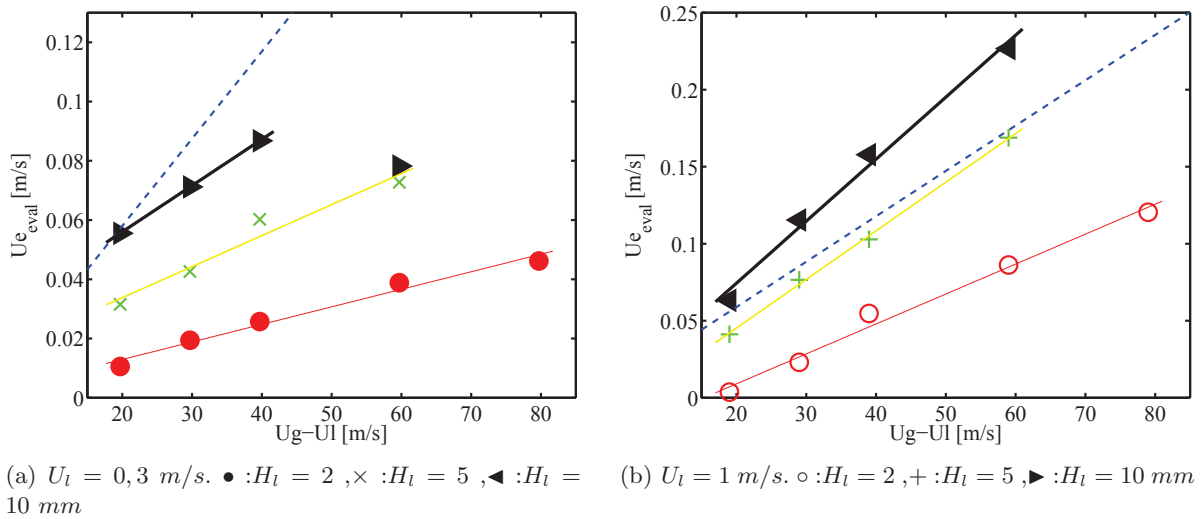 0.12
0.1
0.08
0.06
0.04
0.02
0
Ue_eval [m/s]
20 30 40 50 60 70 80
Ug−Ul [m/s]
0.25
0.2
0.15
0.1
0.05
0
Ue_eval [m/s]
20 30 40 50 60 70 80
Ug−Ul [m/s]
(a) U_l = 0,3 m/s. ● :H_l = 2 ,× :H_l = 5 ,◀ :H_l =
10 mm
(b) U_l = 1 m/s. ○ :H_l = 2 ,+ :H_l = 5 ,▶ :H_l = 10 mm